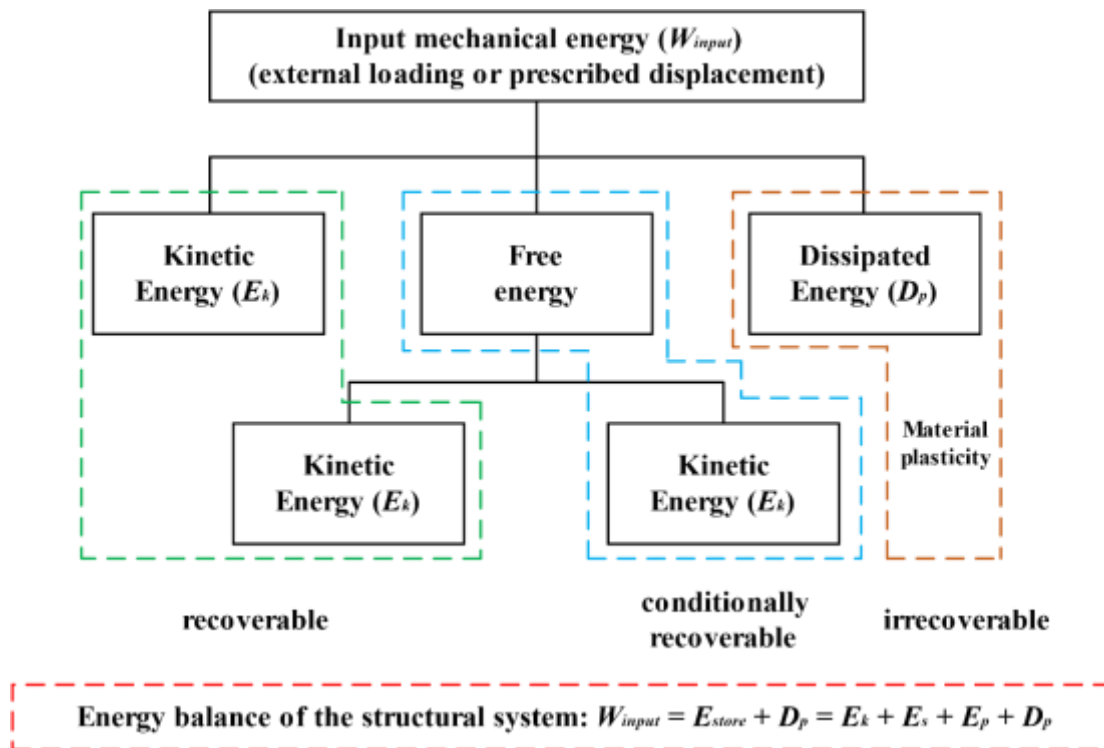 Input mechanical energy (Winput)
(external loading or prescribed displacement)
Kinetic
Energy (Ek)
Free
energy
Dissipated
Energy (Dp)
Kinetic
Energy (Ek)
Kinetic
Energy (Ek)
Material
plasticity
recoverable
conditionally
recoverable
irrecoverable
Energy balance of the structural system: Winput = Estore + Dp = Ek + Es + Ep + Dp